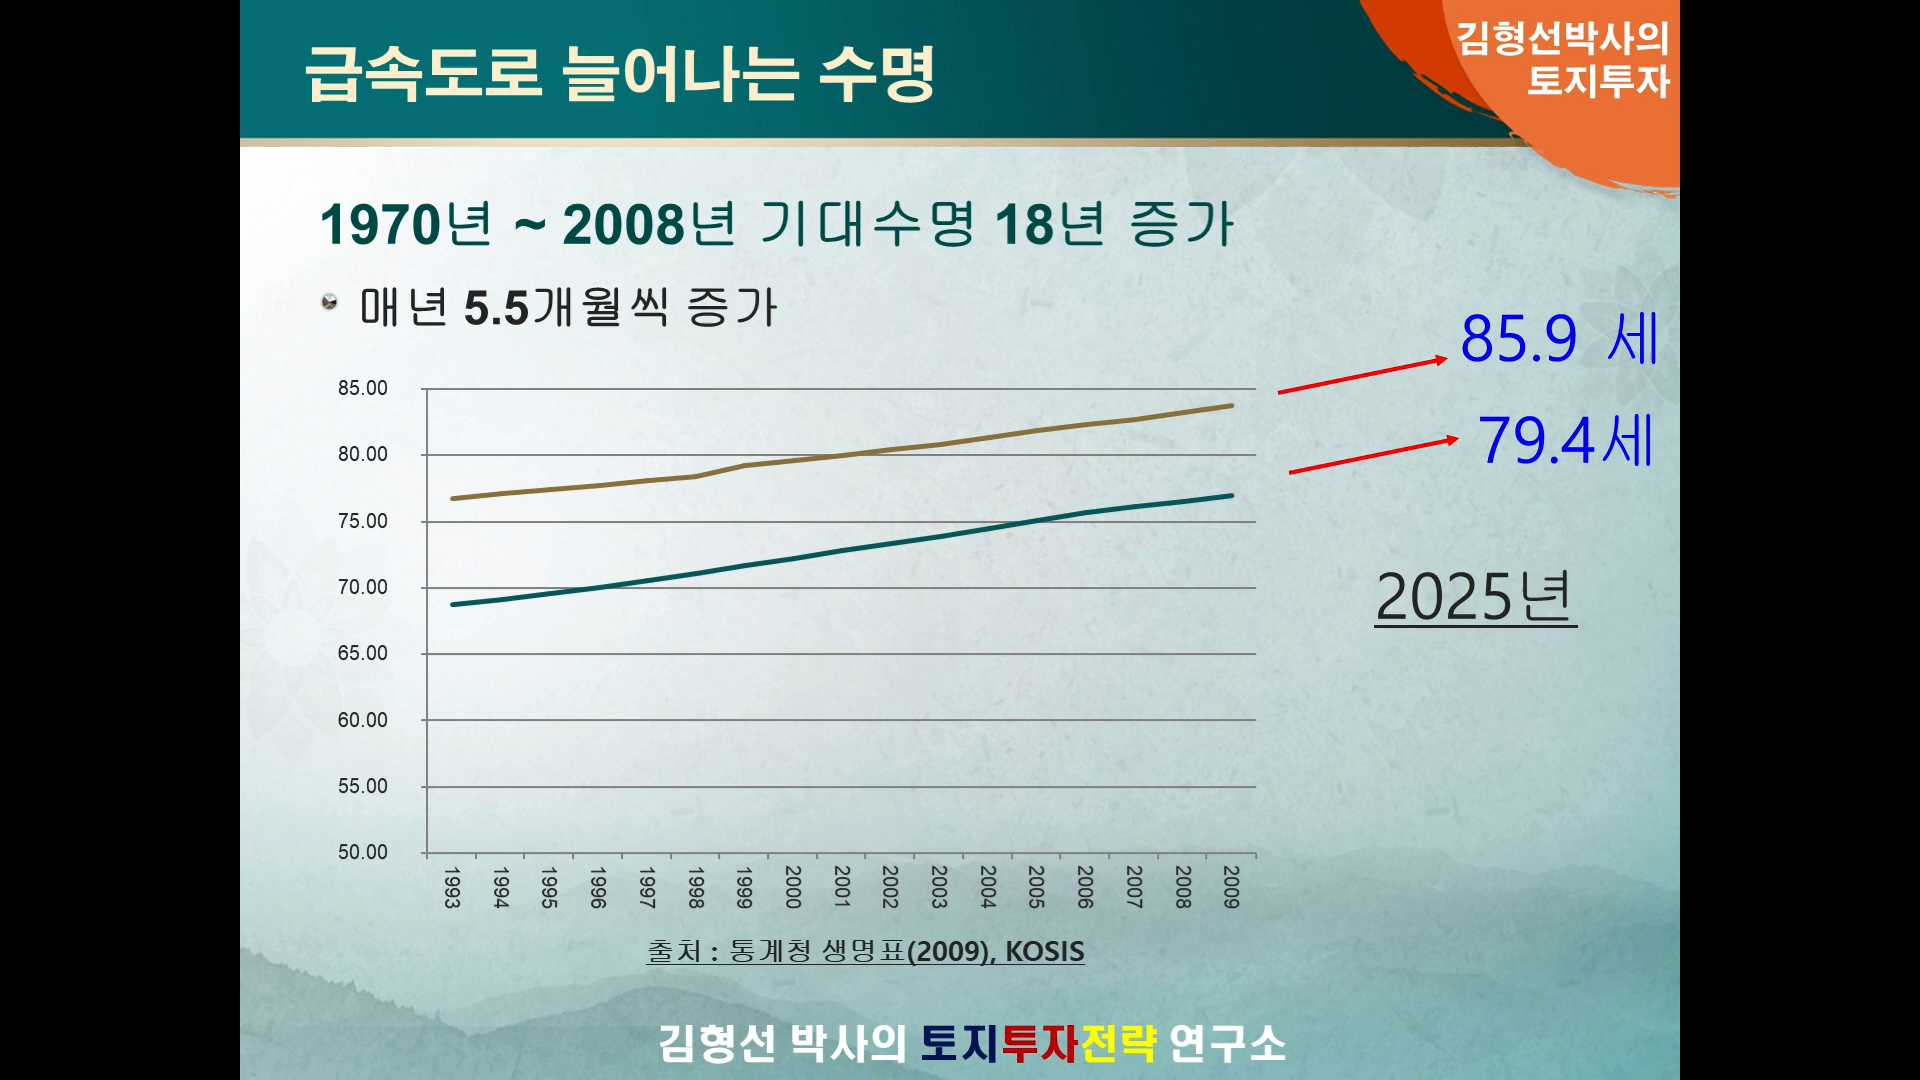 급속도로 늘어나는 수명
김형선박사의
토지투자
1970년 ~ 2008년 기대수명 18년 증가
매년 5.5개월씩 증가
85.9 세
79.4세
2025년
85.00
80.00
75.00
70.00
65.00
60.00
55.00
50.00
1993
1994
1995
1996
1997
1998
1999
2000
2001
2002
2003
2004
2005
2006
2007
2008
2009
출처 : 통계청 생명표(2009), KOSIS
김형선 박사의 토지투자전략 연구소